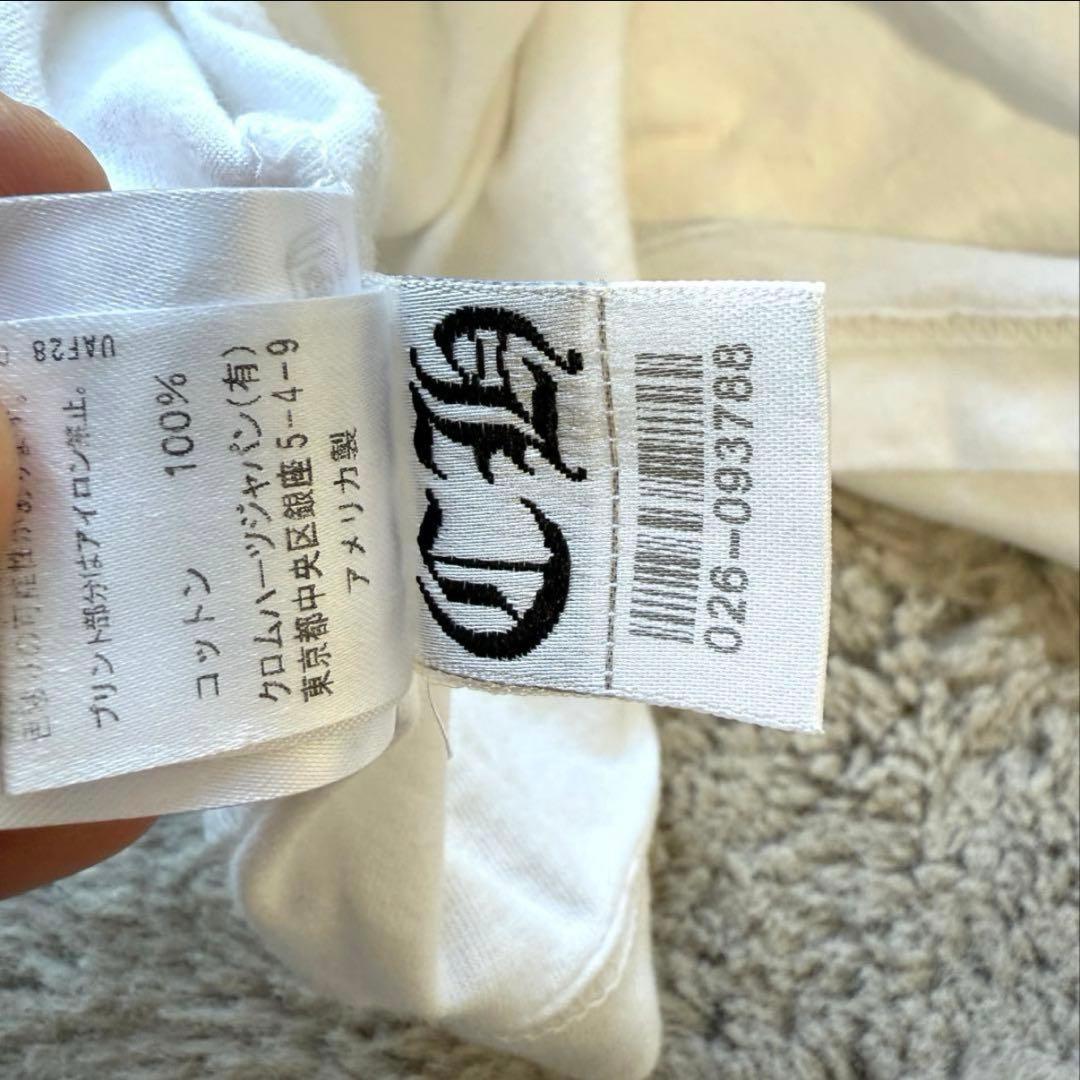 プリント部分はアイロン禁止。
UAF28
コットン 100%
クロムハーツジャパン(有)
東京都中央区銀座5-4-9
アメリカ製
CH
026-093788